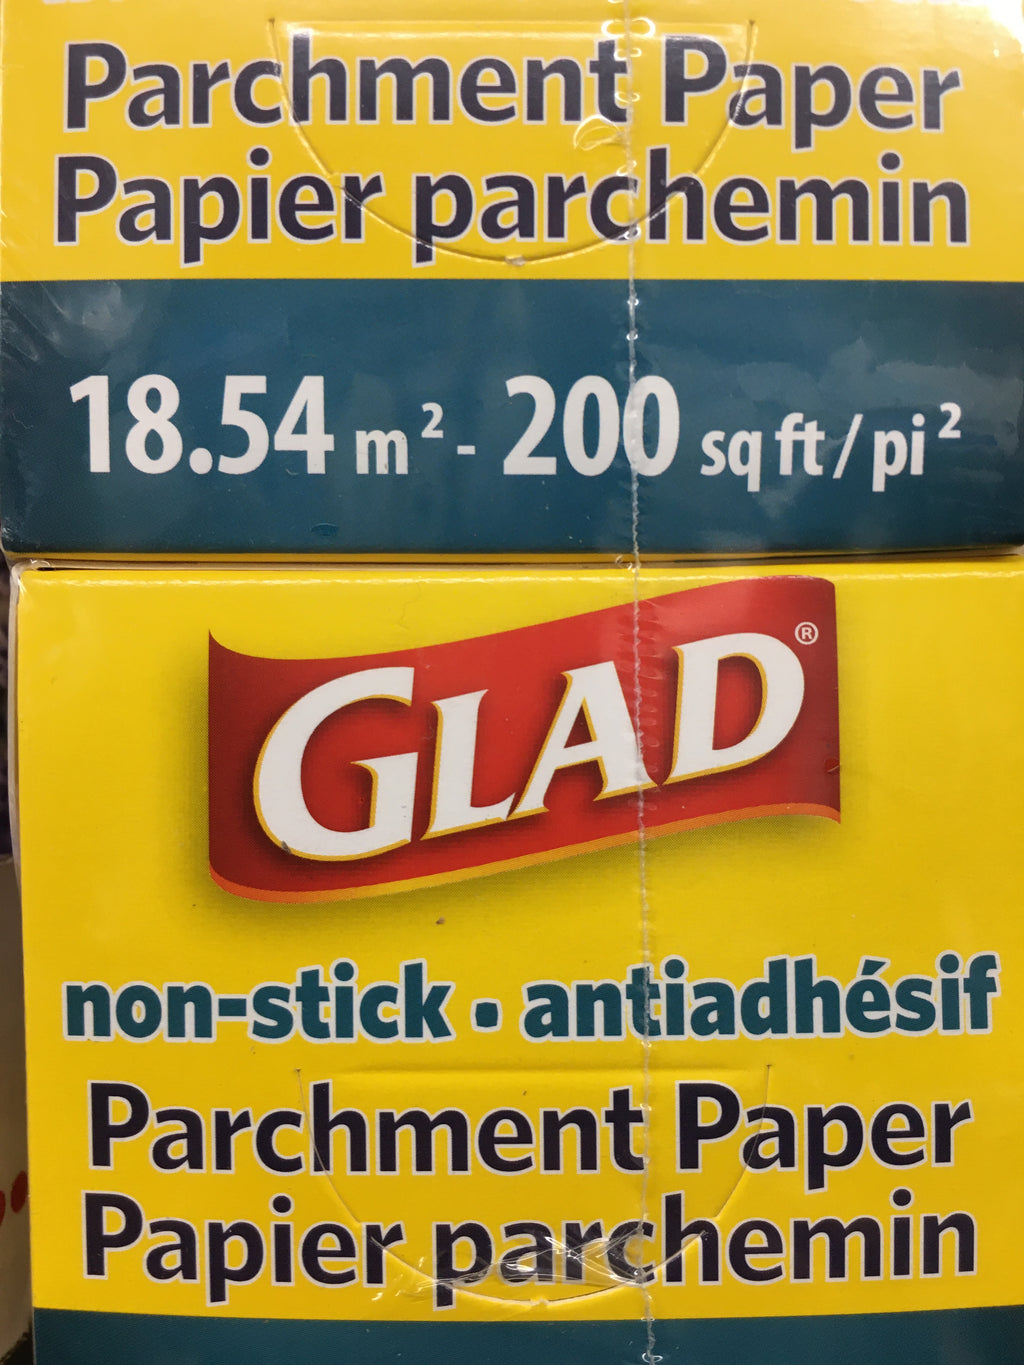 Parchment Paper
Papier parchemin
18.54 m² - 200 sq ft / pi²
GLAD®
non-stick • antiadhésif
Parchment Paper
Papier parchemin